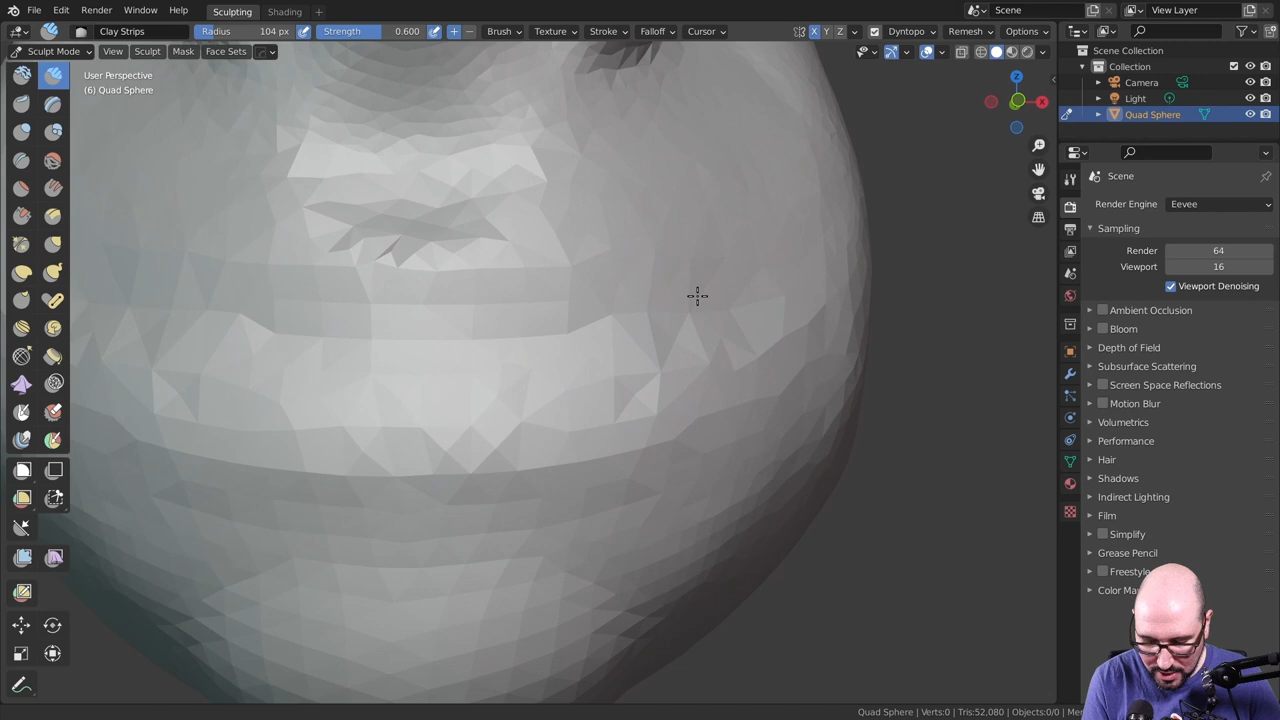 File Edit Render Window Help Sculpting Shading + Scene View Layer
Clay Strips Radius 104 px Strength 0.600 Brush Texture Stroke Falloff Cursor X Y Z Dyntopo Remesh Options
Sculpt Mode View Sculpt Mask Face Sets
User Perspective
(6) Quad Sphere
Z
X
Scene Collection
Collection
Camera
Light
Quad Sphere
Scene
Render Engine Eevee
Sampling
Render 64
Viewport 16
Viewport Denoising
Ambient Occlusion
Bloom
Depth of Field
Subsurface Scattering
Screen Space Reflections
Motion Blur
Volumetrics
Performance
Hair
Shadows
Indirect Lighting
Film
Simplify
Grease Pencil
Freestyle
Color Ma
Quad Sphere | Verts:0 | Tris:52,080 | Objects:0/0 | Me